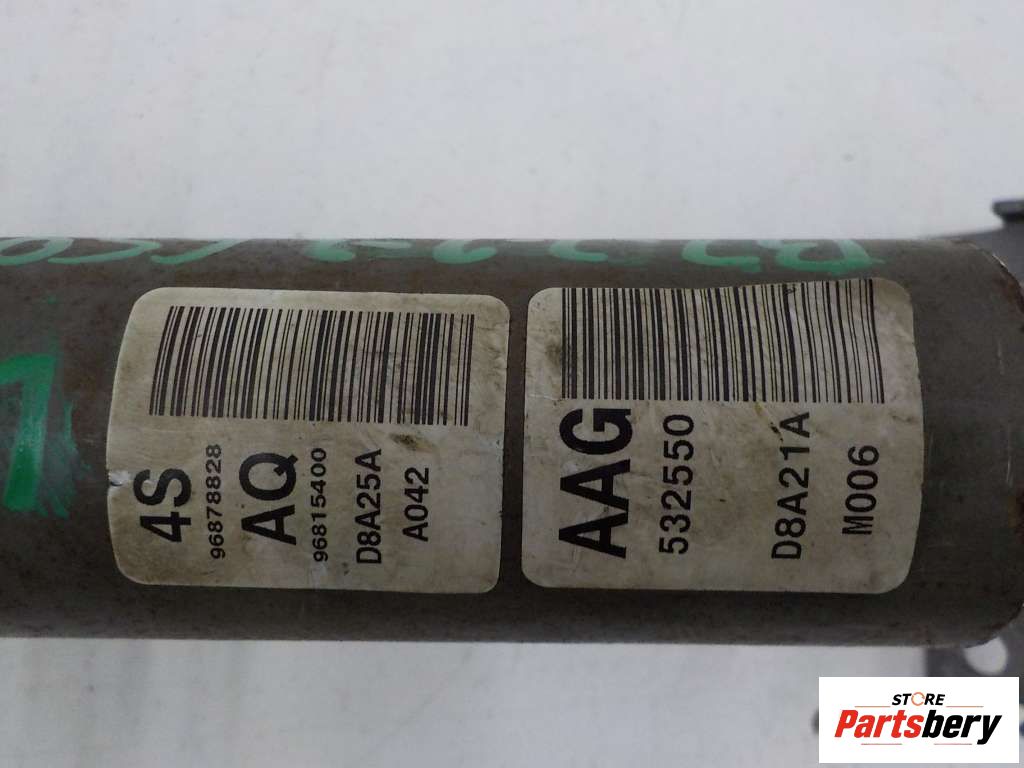 4S
96878828
AQ
96815400
D8A25A
A042
AAG
532550
D8A21A
M006
STORE
Partsbery